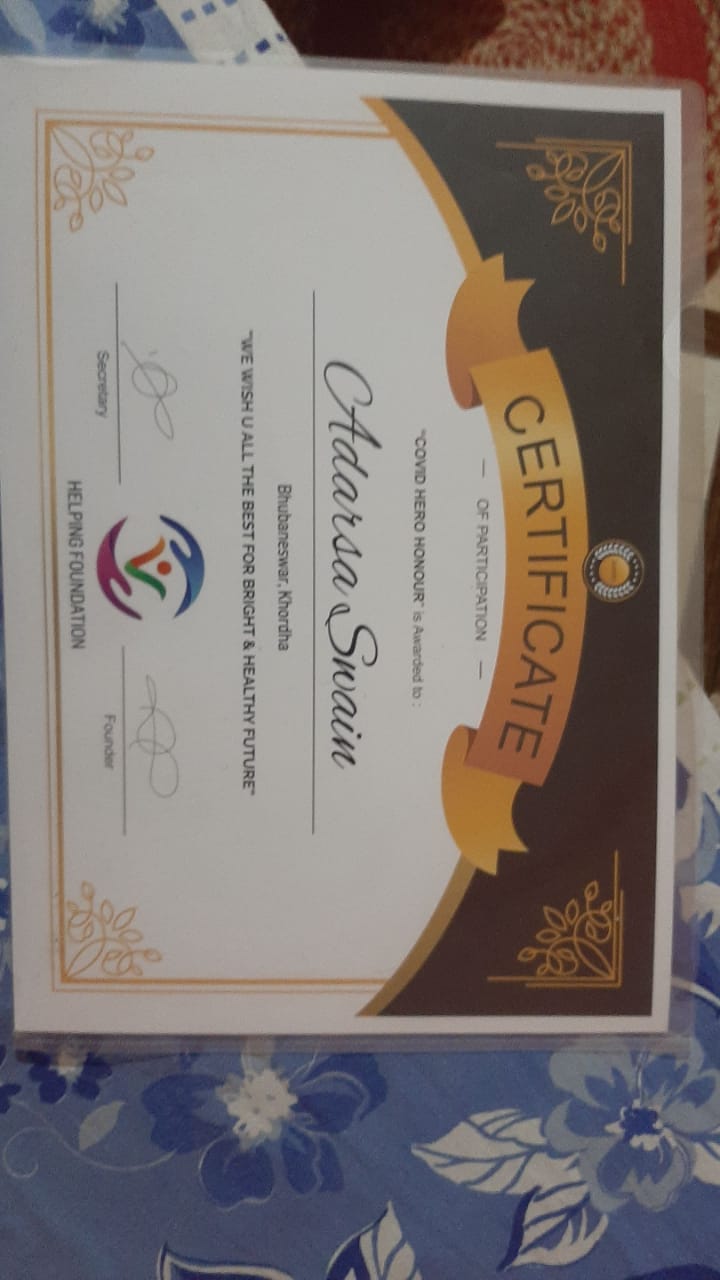 CERTIFICATE
— OF PARTICIPATION —
"COVID HERO HONOUR" is Awarded to :
Adarsa Swain
Bhubaneswar, Khordha
"WE WISH U ALL THE BEST FOR BRIGHT & HEALTHY FUTURE"
Secretary
Founder
HELPING FOUNDATION